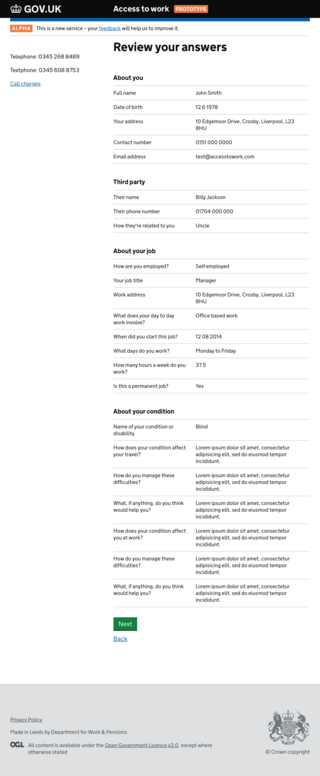 GOV.UK
Access to work PROTOTYPE
ALPHA This is a new service – your feedback will help us to improve it.
Telephone: 0345 268 8489
Textphone: 0345 608 8753
Call charges
Review your answers
About you
Full name John Smith
Date of birth 12 6 1978
Your address 10 Edgemoor Drive, Crosby, Liverpool, L23
8HU
Contact number 0151 000 0000
Email address test@accesstowork.com
Third party
Their name Billy Jackson
Their phone number 01704 000 000
How they're related to you Uncle
About your job
How are you employed? Self-employed
Your job title Manager
Work address 10 Edgemoor Drive, Crosby, Liverpool, L23
8HU
What does your day to day Office based work
work involve?
When did you start this job? 12 08 2014
What days do you work? Monday to Friday
How many hours a week do you 37.5
work?
Is this a permanent job? Yes
About your condition
Name of your condition or Blind
disability
How does your condition affect Lorem ipsum dolor sit amet, consectetur
your travel? adipisicing elit, sed do eiusmod tempor
incididunt.
How do you manage these Lorem ipsum dolor sit amet, consectetur
difficulties? adipisicing elit, sed do eiusmod tempor
incididunt.
What, if anything, do you think Lorem ipsum dolor sit amet, consectetur
would help you? adipisicing elit, sed do eiusmod tempor
incididunt.
How does your condition affect Lorem ipsum dolor sit amet, consectetur
you at work? adipisicing elit, sed do eiusmod tempor
incididunt.
How do you manage these Lorem ipsum dolor sit amet, consectetur
difficulties? adipisicing elit, sed do eiusmod tempor
incididunt.
What, if anything, do you think Lorem ipsum dolor sit amet, consectetur
would help you? adipisicing elit, sed do eiusmod tempor
incididunt.
Next
Back
Privacy Policy
Made in Leeds by Department for Work & Pensions
OGL All content is available under the Open Government Licence v3.0, except where
otherwise stated
© Crown copyright